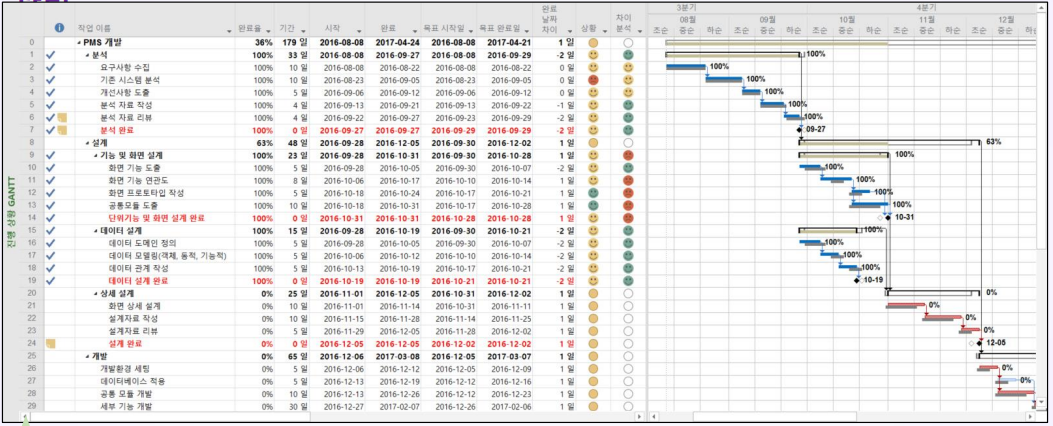 3분기 4분기
완료 날짜 차이
08월 09월 10월 11월 12월
작업 이름 완료율 기간 시작 완료 목표 시작일 목표 완료일 상황 차이 분석
초순 중순 하순 초순 중순 하순 초순 중순 하순 초순 중순 하순 초순 중순
진행 상황 GANTT
0 PMS 개발 36% 179 일 2016-08-08 2017-04-24 2016-08-08 2017-04-21 1 일
1 분석 100% 33 일 2016-08-08 2016-09-27 2016-08-08 2016-09-29 -2 일 100%
2 요구사항 수집 100% 10 일 2016-08-08 2016-08-22 2016-08-08 2016-08-22 0 일 100%
3 기존 시스템 분석 100% 10 일 2016-08-23 2016-09-05 2016-08-23 2016-09-05 0 일 100%
4 개선사항 도출 100% 5 일 2016-09-06 2016-09-12 2016-09-06 2016-09-12 0 일 100%
5 분석 자료 작성 100% 4 일 2016-09-13 2016-09-21 2016-09-13 2016-09-22 -1 일 100%
6 분석 자료 리뷰 100% 4 일 2016-09-22 2016-09-27 2016-09-23 2016-09-29 -2 일 100%
7 분석 완료 100% 0 일 2016-09-27 2016-09-27 2016-09-29 2016-09-29 -2 일 09-27
8 설계 63% 48 일 2016-09-28 2016-12-05 2016-09-30 2016-12-02 1 일 63%
9 기능 및 화면 설계 100% 23 일 2016-09-28 2016-10-31 2016-09-30 2016-10-28 1 일 100%
10 화면 기능 도출 100% 5 일 2016-09-28 2016-10-05 2016-09-30 2016-10-07 -2 일 100%
11 화면 기능 연관도 100% 8 일 2016-10-06 2016-10-17 2016-10-10 2016-10-14 1 일 100%
12 화면 프로토타입 작성 100% 5 일 2016-10-18 2016-10-24 2016-10-17 2016-10-21 1 일 100%
13 공통모듈 도출 100% 10 일 2016-10-18 2016-10-31 2016-10-17 2016-10-28 1 일 100%
14 단위기능 및 화면 설계 완료 100% 0 일 2016-10-31 2016-10-31 2016-10-28 2016-10-28 1 일 10-31
15 데이터 설계 100% 15 일 2016-09-28 2016-10-19 2016-09-30 2016-10-21 -2 일 100%
16 데이터 도메인 정의 100% 5 일 2016-09-28 2016-10-05 2016-09-30 2016-10-07 -2 일 100%
17 데이터 모델링(객체, 동적, 기능적) 100% 5 일 2016-10-06 2016-10-12 2016-10-10 2016-10-14 -2 일 100%
18 데이터 관계 작성 100% 5 일 2016-10-13 2016-10-19 2016-10-17 2016-10-21 -2 일 100%
19 데이터 설계 완료 100% 0 일 2016-10-19 2016-10-19 2016-10-21 2016-10-21 -2 일 10-19
20 상세 설계 0% 25 일 2016-11-01 2016-12-05 2016-10-31 2016-12-02 1 일 0%
21 화면 상세 설계 0% 10 일 2016-11-01 2016-11-14 2016-10-31 2016-11-11 1 일 0%
22 설계자료 작성 0% 10 일 2016-11-15 2016-11-28 2016-11-14 2016-11-25 1 일 0%
23 설계자료 리뷰 0% 5 일 2016-11-29 2016-12-05 2016-11-28 2016-12-02 1 일 0%
24 설계 완료 0% 0 일 2016-12-05 2016-12-05 2016-12-02 2016-12-02 1 일 12-05
25 개발 0% 65 일 2016-12-06 2017-03-08 2016-12-05 2017-03-07 1 일
26 개발환경 세팅 0% 5 일 2016-12-06 2016-12-12 2016-12-05 2016-12-09 1 일 0%
27 데이터베이스 적용 0% 5 일 2016-12-13 2016-12-19 2016-12-12 2016-12-16 1 일 0%
28 공통 모듈 개발 0% 10 일 2016-12-13 2016-12-26 2016-12-12 2016-12-23 1 일
29 세부 기능 개발 0% 30 일 2016-12-27 2017-02-07 2016-12-26 2017-02-06 1 일